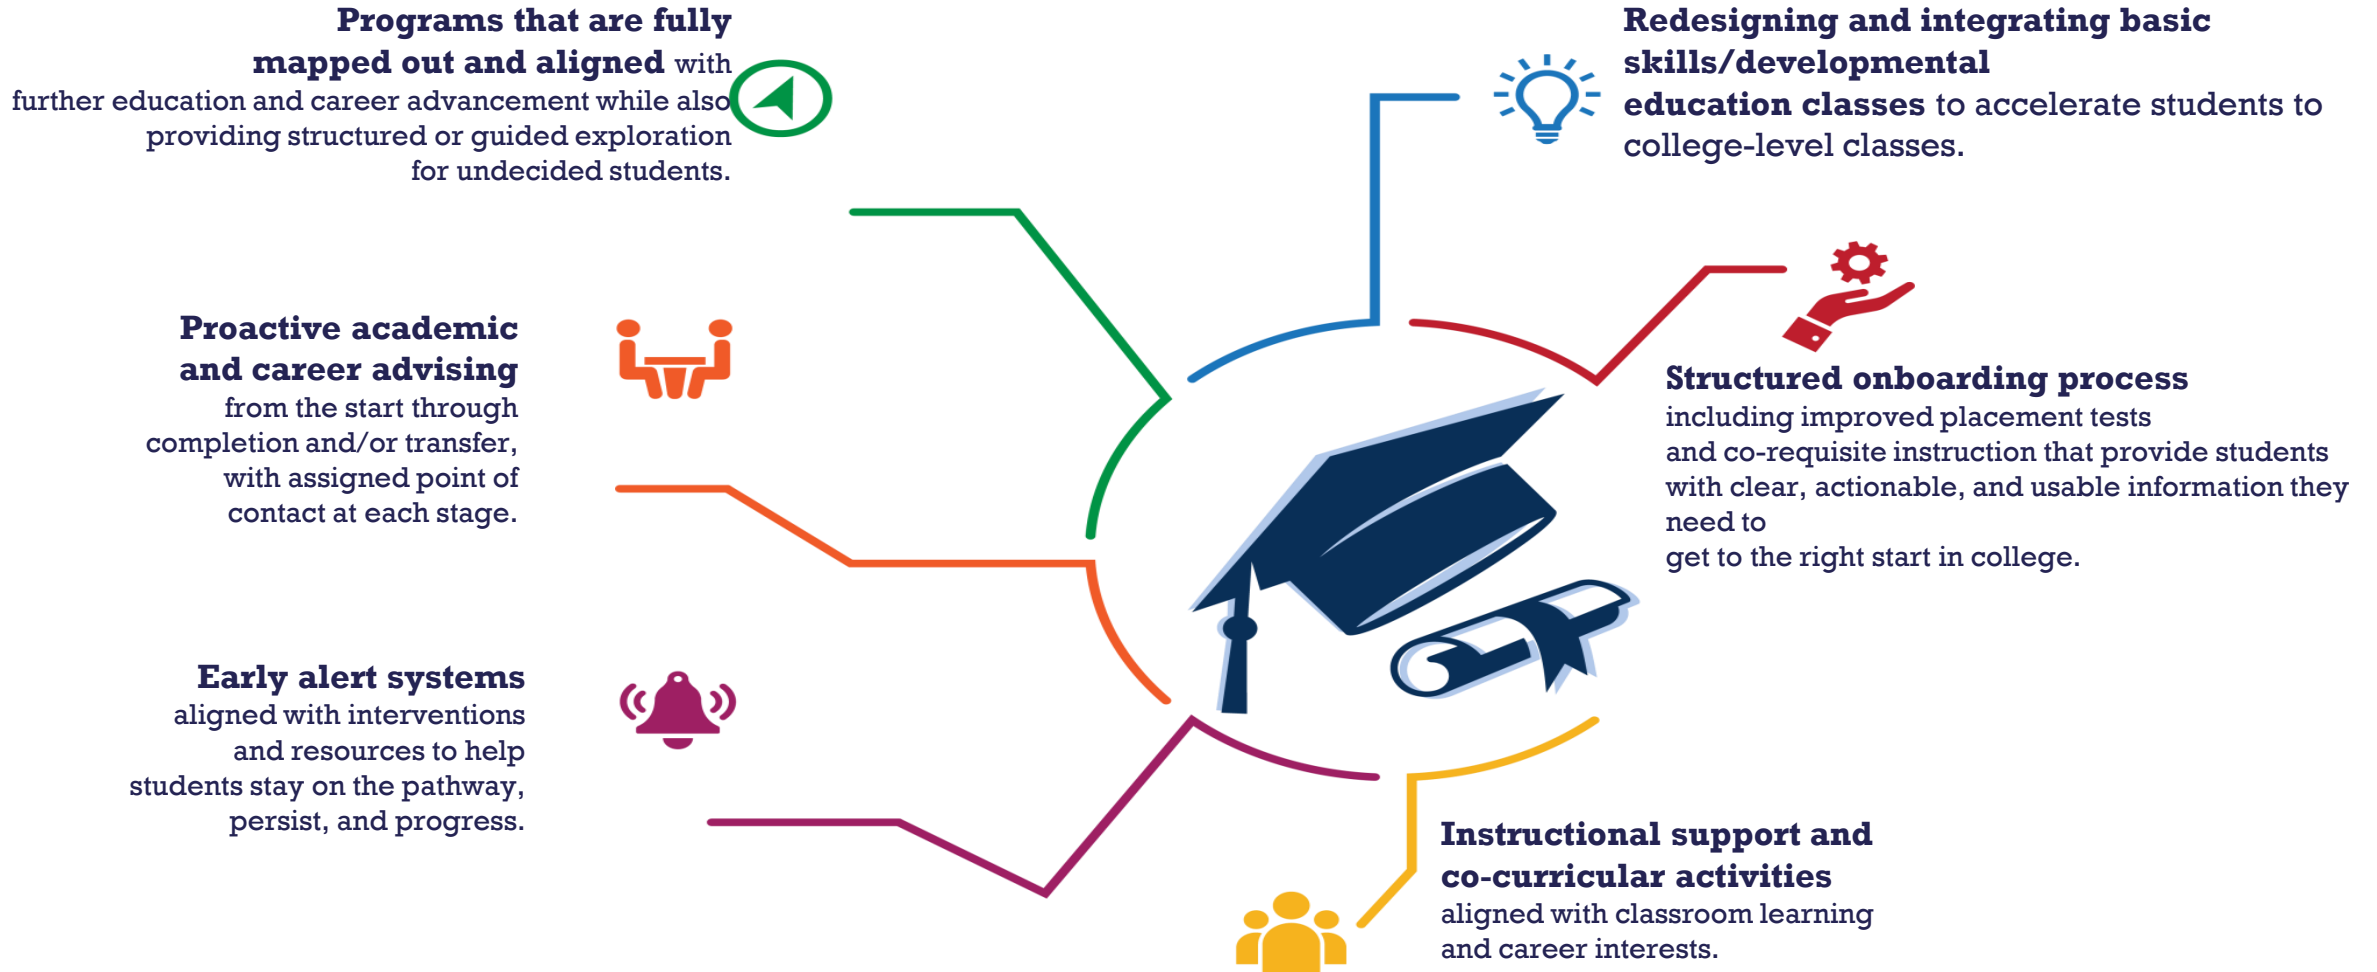 Programs that are fully
mapped out and aligned with
further education and career advancement while also
providing structured or guided exploration
for undecided students.
Redesigning and integrating basic
skills/developmental
education classes to accelerate students to
college-level classes.
Proactive academic
and career advising
from the start through
completion and/or transfer,
with assigned point of
contact at each stage.
Structured onboarding process
including improved placement tests
and co-requisite instruction that provide students
with clear, actionable, and usable information they
need to
get to the right start in college.
Early alert systems
aligned with interventions
and resources to help
students stay on the pathway,
persist, and progress.
Instructional support and
co-curricular activities
aligned with classroom learning
and career interests.